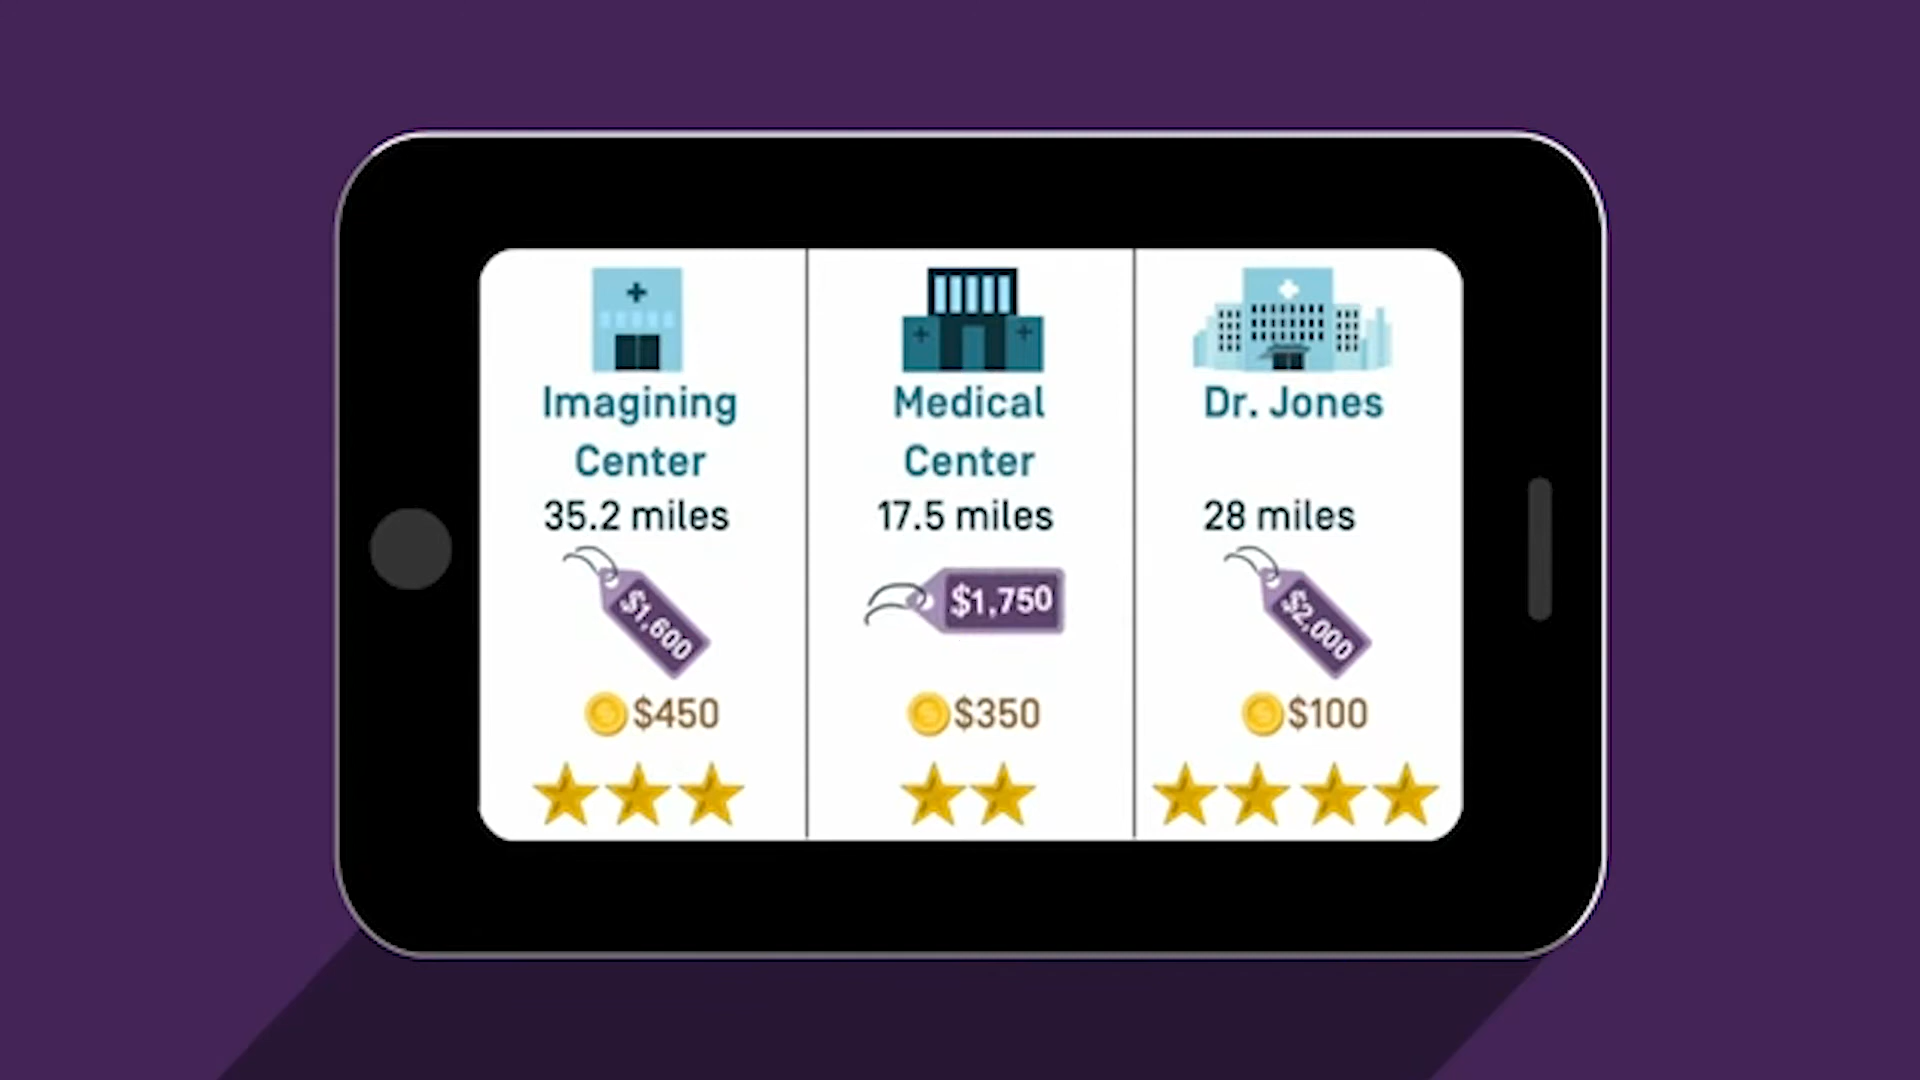 Imagining
Center
35.2 miles
$1,600
$450
Medical
Center
17.5 miles
$1,750
$350
Dr. Jones
28 miles
$2,000
$100